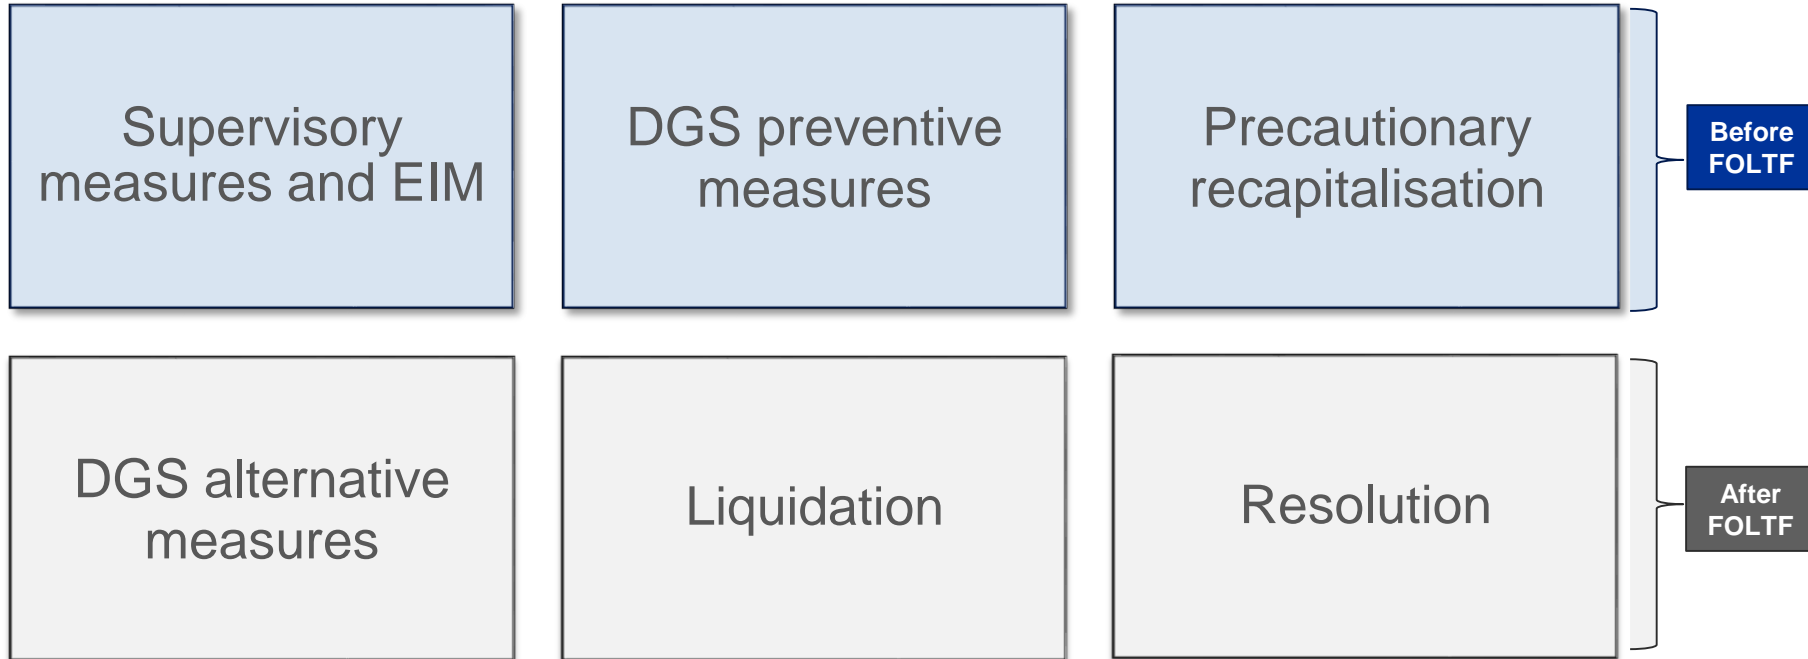 Supervisory
measures and EIM
DGS preventive
measures
Precautionary
recapitalisation
Before
FOLTF
DGS alternative
measures
Liquidation
Resolution
After
FOLTF